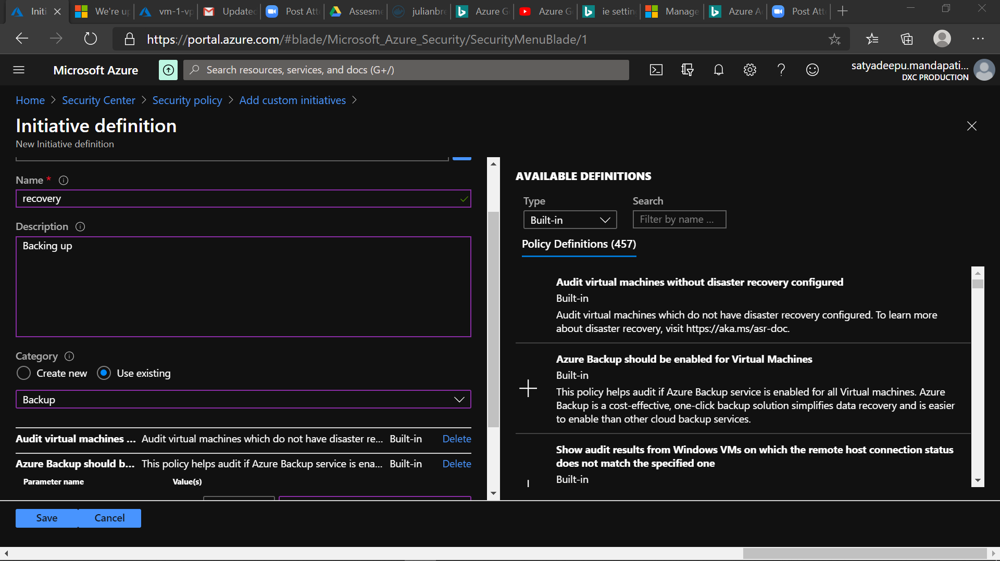 Initi
We're up
vm-1-vp
Updated
Post Att
Assesme
julianbre
Azure G
Azure G
ie settin
Manage
Azure A
Post Att
https://portal.azure.com/#blade/Microsoft_Azure_Security/SecurityMenuBlade/1
Microsoft Azure
Search resources, services, and docs (G+/)
satyadeepu.mandapati...
DXC PRODUCTION
Home > Security Center > Security policy > Add custom initiatives >
Initiative definition
New Initiative definition
Name *
recovery
Description
Backing up
Category
Create new
Use existing
Backup
Audit virtual machines ... Audit virtual machines which do not have disaster re... Built-in Delete
Azure Backup should b... This policy helps audit if Azure Backup service is ena... Built-in Delete
Parameter name Value(s)
Save Cancel
AVAILABLE DEFINITIONS
Type Search
Built-in Filter by name ...
Policy Definitions (457)
Audit virtual machines without disaster recovery configured
Built-in
Audit virtual machines which do not have disaster recovery configured. To learn more
about disaster recovery, visit https://aka.ms/asr-doc.
Azure Backup should be enabled for Virtual Machines
Built-in
This policy helps audit if Azure Backup service is enabled for all Virtual machines. Azure
Backup is a cost-effective, one-click backup solution simplifies data recovery and is easier
to enable than other cloud backup services.
Show audit results from Windows VMs on which the remote host connection status
does not match the specified one
Built-in